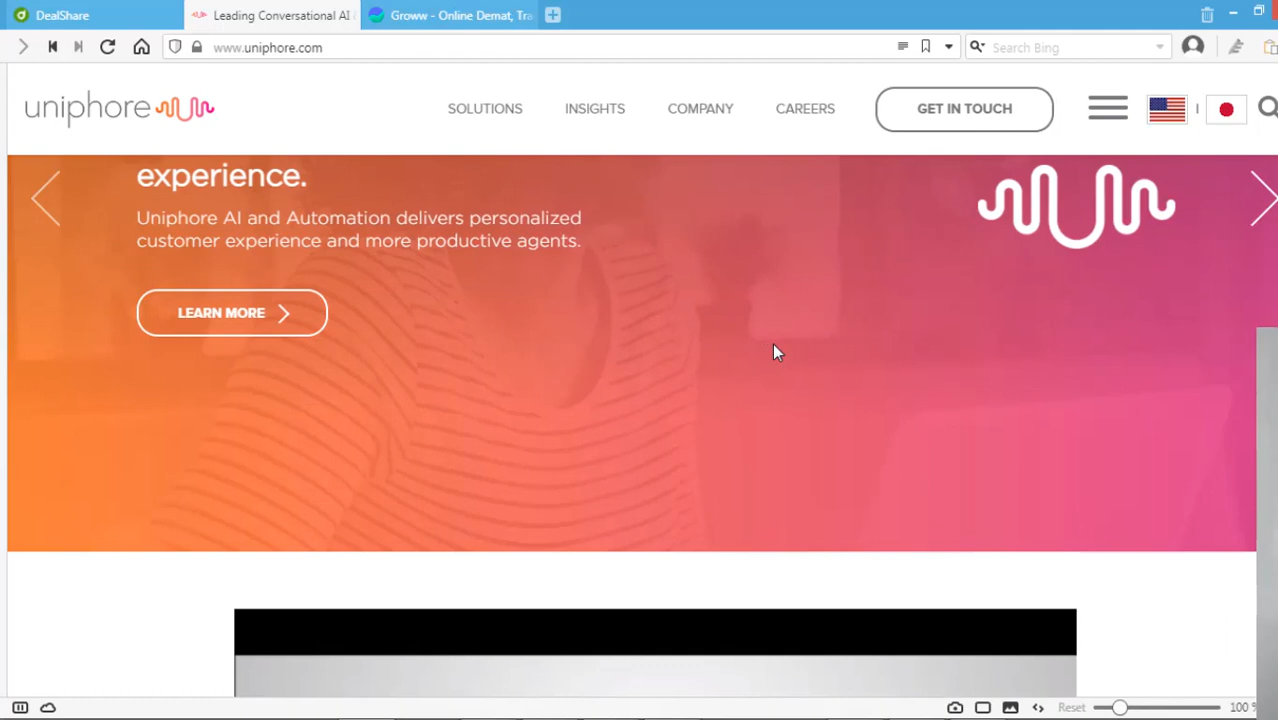 DealShare
Leading Conversational AI
Groww - Online Demat, Tra
www.uniphore.com
Search Bing
uniphore
SOLUTIONS
INSIGHTS
COMPANY
CAREERS
GET IN TOUCH
experience.
Uniphore AI and Automation delivers personalized
customer experience and more productive agents.
LEARN MORE
Reset
100 %